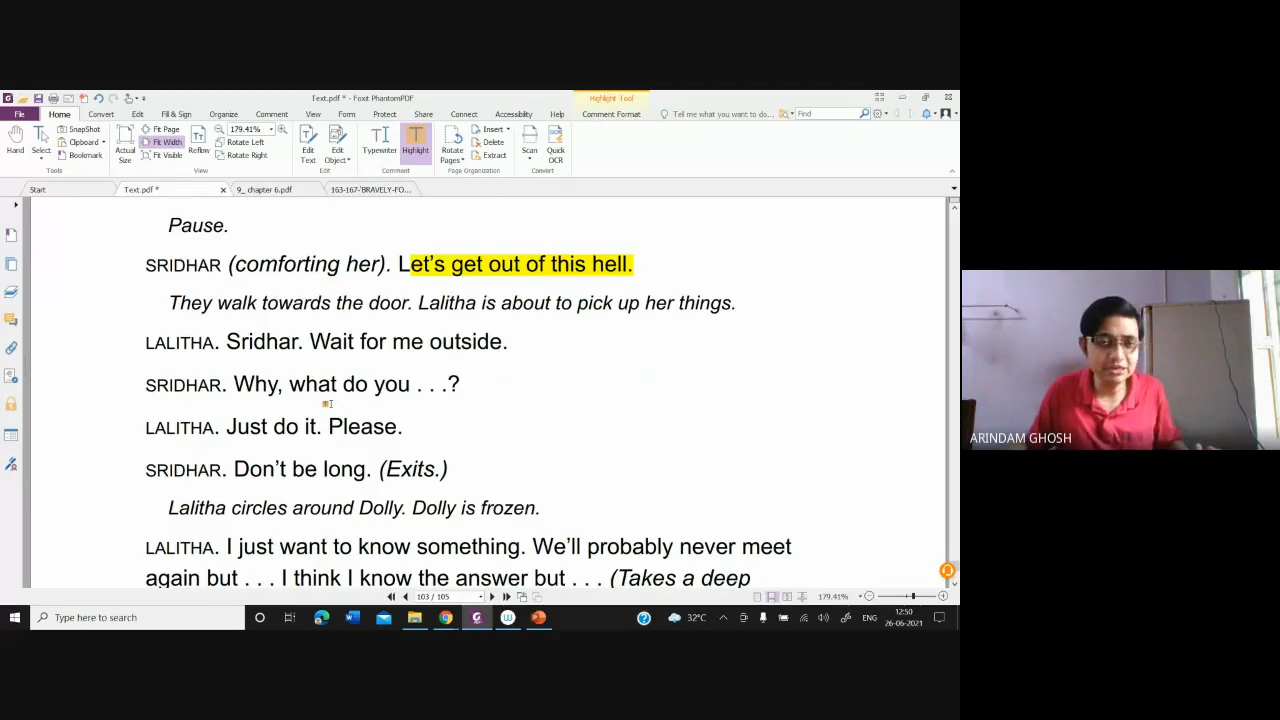 Text.pdf * - Foxit PhantomPDF
Highlight Tool
File Home Convert Edit Organize Comment View Form Protect Share Connect Accessibility Help Comment Format Tell me what you want to do... Find
Fill & Sign
Hand
Select
SnapShot
Clipboard
Bookmark
Tools
Actual Size
Fit Page
Fit Width
Fit Visible
Reflow
179.41%
Rotate Left
Rotate Right
View
Edit Text
Edit Object
Edit
Typewriter
Highlight
Comment
Rotate Pages
Insert
Delete
Extract
Page Organization
Scan
Quick OCR
Convert
Start Text.pdf * 9_ chapter 6.pdf 163-167-'BRAVELY-FO...
Pause.
SRIDHAR (comforting her). Let's get out of this hell.
They walk towards the door. Lalitha is about to pick up her things.
LALITHA. Sridhar. Wait for me outside.
SRIDHAR. Why, what do you . . .?
LALITHA. Just do it. Please.
SRIDHAR. Don't be long. (Exits.)
Lalitha circles around Dolly. Dolly is frozen.
LALITHA. I just want to know something. We'll probably never meet
again but . . . I think I know the answer but . . . (Takes a deep
103 / 105 179.41%
Type here to search
32°C
ENG
12:50
26-06-2021
ARINDAM GHOSH